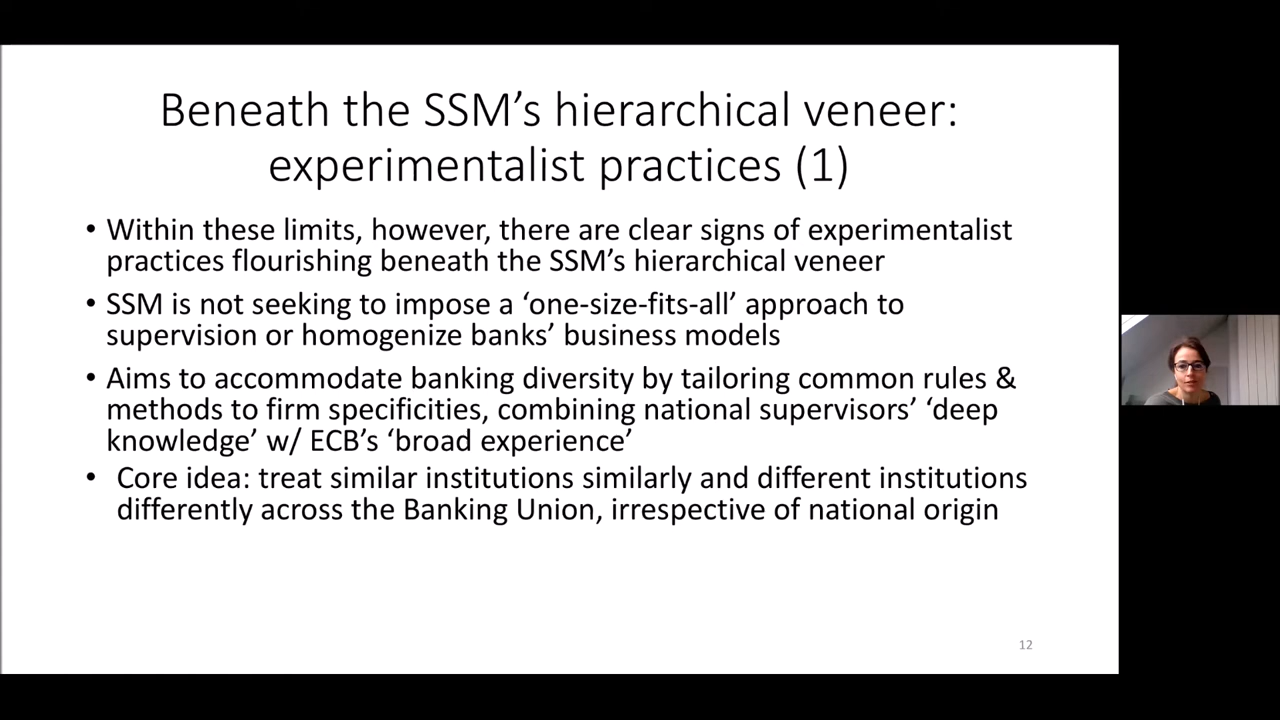 Beneath the SSM’s hierarchical veneer:
experimentalist practices (1)
• Within these limits, however, there are clear signs of experimentalist
practices flourishing beneath the SSM’s hierarchical veneer
• SSM is not seeking to impose a ‘one-size-fits-all’ approach to
supervision or homogenize banks’ business models
• Aims to accommodate banking diversity by tailoring common rules &
methods to firm specificities, combining national supervisors’ ‘deep
knowledge’ w/ ECB’s ‘broad experience’
• Core idea: treat similar institutions similarly and different institutions
differently across the Banking Union, irrespective of national origin
12